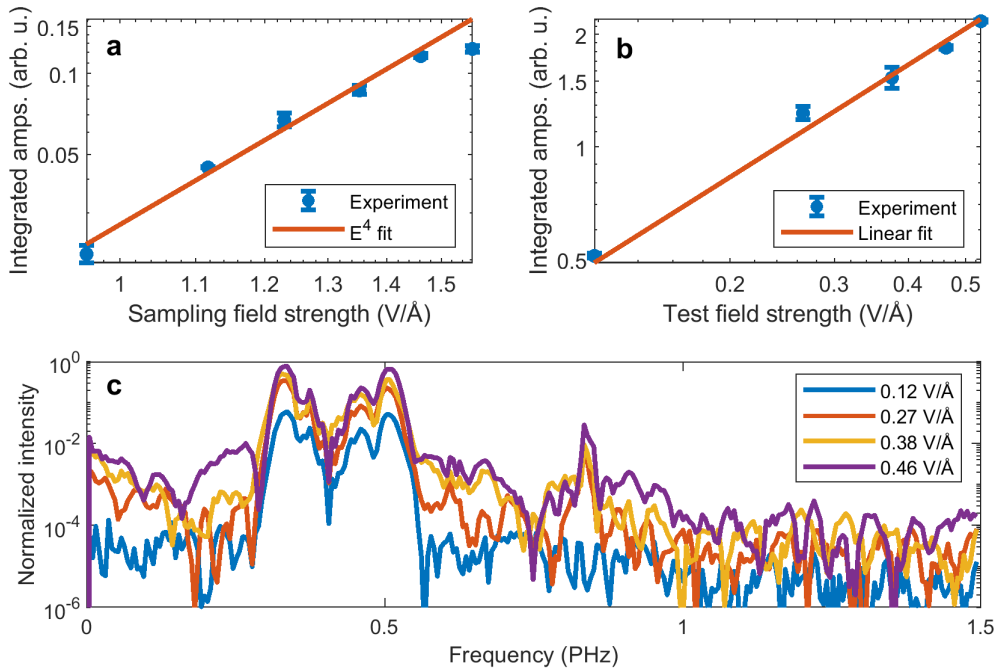 a
Integrated amps. (arb. u.)
0.15
0.1
0.05
Experiment
E⁴ fit
1
1.1
1.2
1.3
1.4
1.5
Sampling field strength (V/Å)
b
Integrated amps. (arb. u.)
2
1.5
1
0.5
Experiment
Linear fit
0.2
0.3
0.4
0.5
Test field strength (V/Å)
c
Normalized intensity
10⁰
10⁻²
10⁻⁴
10⁻⁶
0.12 V/Å
0.27 V/Å
0.38 V/Å
0.46 V/Å
0
0.5
1
1.5
Frequency (PHz)